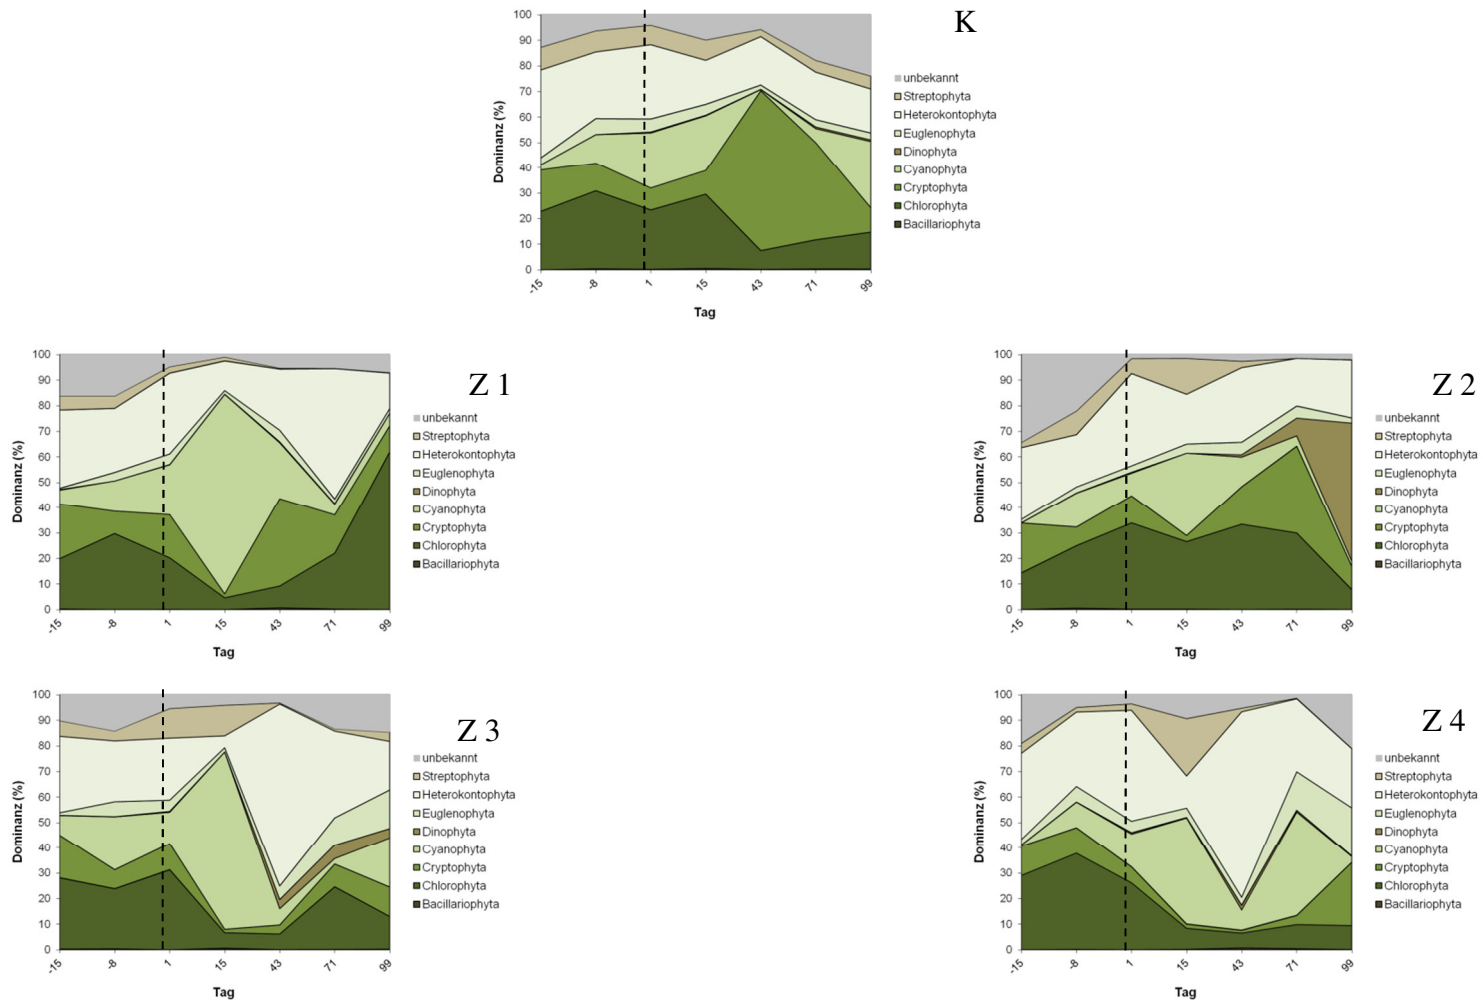 K
100
90
80
70
60
50
40
30
20
10
0
Dominanz (%)
-15 -8 1 15 43 71 99
Tag
unbekannt
Streptophyta
Heterokontophyta
Euglenophyta
Dinophyta
Cyanophyta
Cryptophyta
Chlorophyta
Bacillariophyta
Z 1
100
90
80
70
60
50
40
30
20
10
0
Dominanz (%)
-15 -8 1 15 43 71 99
Tag
unbekannt
Streptophyta
Heterokontophyta
Euglenophyta
Dinophyta
Cyanophyta
Cryptophyta
Chlorophyta
Bacillariophyta
Z 2
100
90
80
70
60
50
40
30
20
10
0
Dominanz (%)
-15 -8 1 15 43 71 99
Tag
unbekannt
Streptophyta
Heterokontophyta
Euglenophyta
Dinophyta
Cyanophyta
Cryptophyta
Chlorophyta
Bacillariophyta
Z 3
100
90
80
70
60
50
40
30
20
10
0
Dominanz (%)
-15 -8 1 15 43 71 99
Tag
unbekannt
Streptophyta
Heterokontophyta
Euglenophyta
Dinophyta
Cyanophyta
Cryptophyta
Chlorophyta
Bacillariophyta
Z 4
100
90
80
70
60
50
40
30
20
10
0
Dominanz (%)
-15 -8 1 15 43 71 99
Tag
unbekannt
Streptophyta
Heterokontophyta
Euglenophyta
Dinophyta
Cyanophyta
Cryptophyta
Chlorophyta
Bacillariophyta